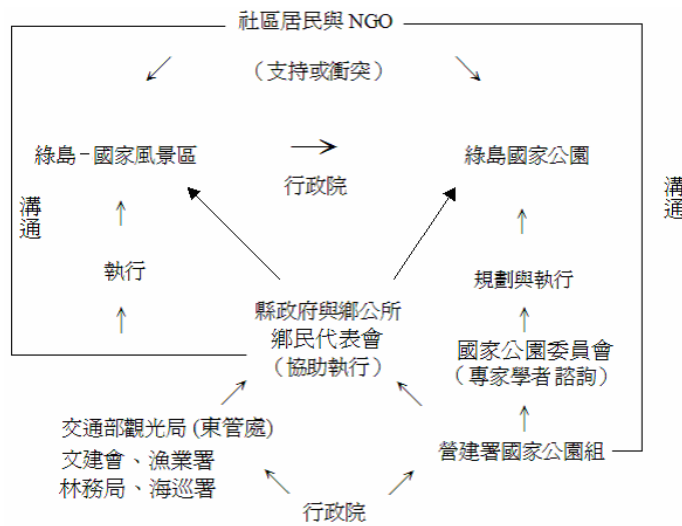 社區居民與 NGO
（支持或衝突）
綠島－國家風景區
綠島國家公園
行政院
溝通
溝通
執行
規劃與執行
縣政府與鄉公所
鄉民代表會
（協助執行）
國家公園委員會
（專家學者諮詢）
交通部觀光局 (東管處)
文建會、漁業署
林務局、海巡署
營建署國家公園組
行政院